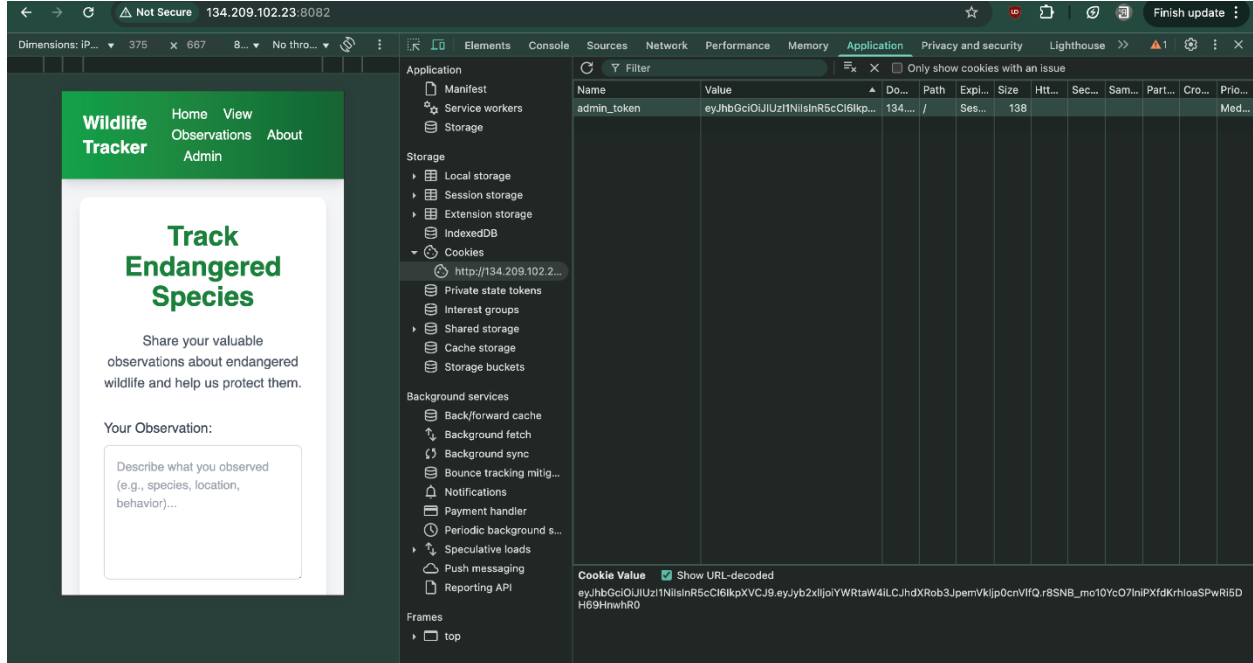 Not Secure 134.209.102.23:8082
Finish update
Dimensions: iP... 375 x 667 8... No thro...
Elements Console Sources Network Performance Memory Application Privacy and security Lighthouse 1
Wildlife Tracker
Home View
Observations About
Admin
Track
Endangered
Species
Share your valuable
observations about endangered
wildlife and help us protect them.
Your Observation:
Describe what you observed
(e.g., species, location,
behavior)...
Application
Manifest
Service workers
Storage
Storage
Local storage
Session storage
Extension storage
IndexedDB
Cookies
http://134.209.102.2...
Private state tokens
Interest groups
Shared storage
Cache storage
Storage buckets
Background services
Back/forward cache
Background fetch
Background sync
Bounce tracking mitig...
Notifications
Payment handler
Periodic background s...
Speculative loads
Push messaging
Reporting API
Frames
top
Filter Only show cookies with an issue
Name Value Do... Path Expi... Size Htt... Sec... Sam... Part... Cro... Prio...
admin_token eyJhbGciOiJIUzI1NiIsInR5cCI6Ikp... 134.... / Ses... 138 Med...
Cookie Value Show URL-decoded
eyJhbGciOiJIUzI1NiIsInR5cCI6IkpXVCJ9.eyJyb2xlIjoiYWRtaW4iLCJhdXRob3JpemVkIjp0cnVlfQ.r8SNB_mo10YcO7IniPXfdKrhIoaSPwRi5D
H69HnwhR0